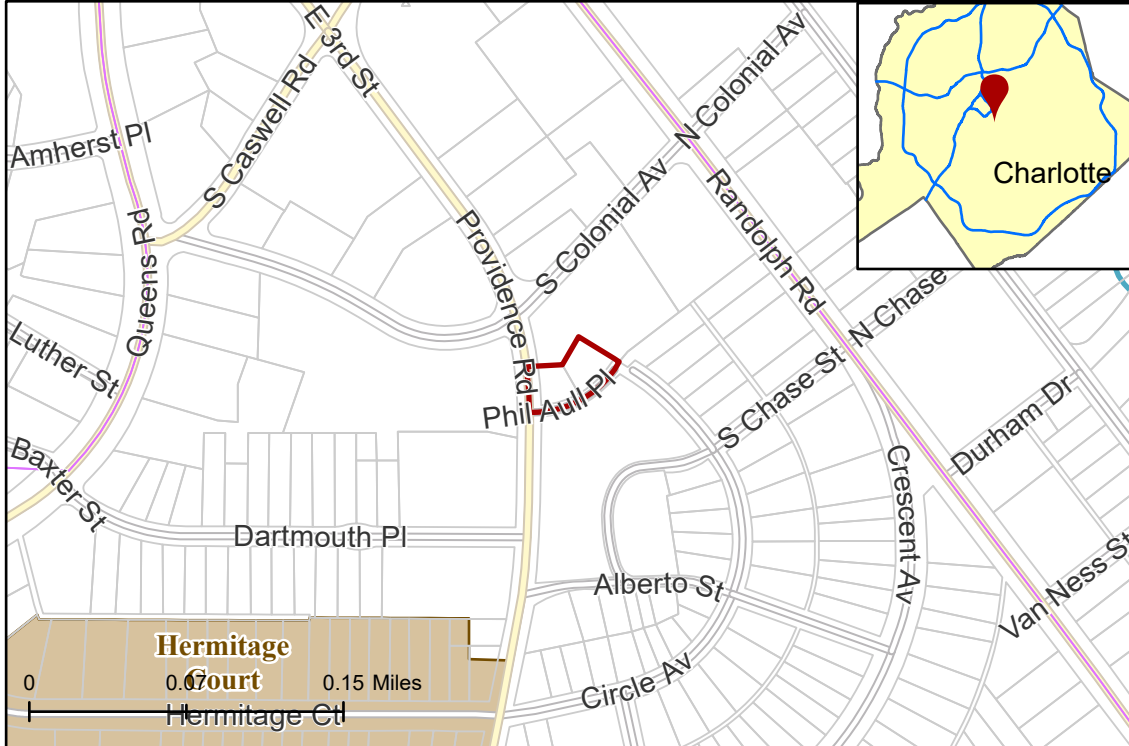 E 3rd St
N Colonial Av
S Caswell Rd
Amherst Pl
Charlotte
Queens Rd
Providence Rd
S Colonial Av
Randolph Rd
N Chase
Luther St
Phil Aull Pl
S Chase St
Durham Dr
Baxter St
Crescent Av
Dartmouth Pl
Alberto St
Van Ness St
Hermitage
Court
Circle Av
0
0.07
0.15 Miles
Hermitage Ct